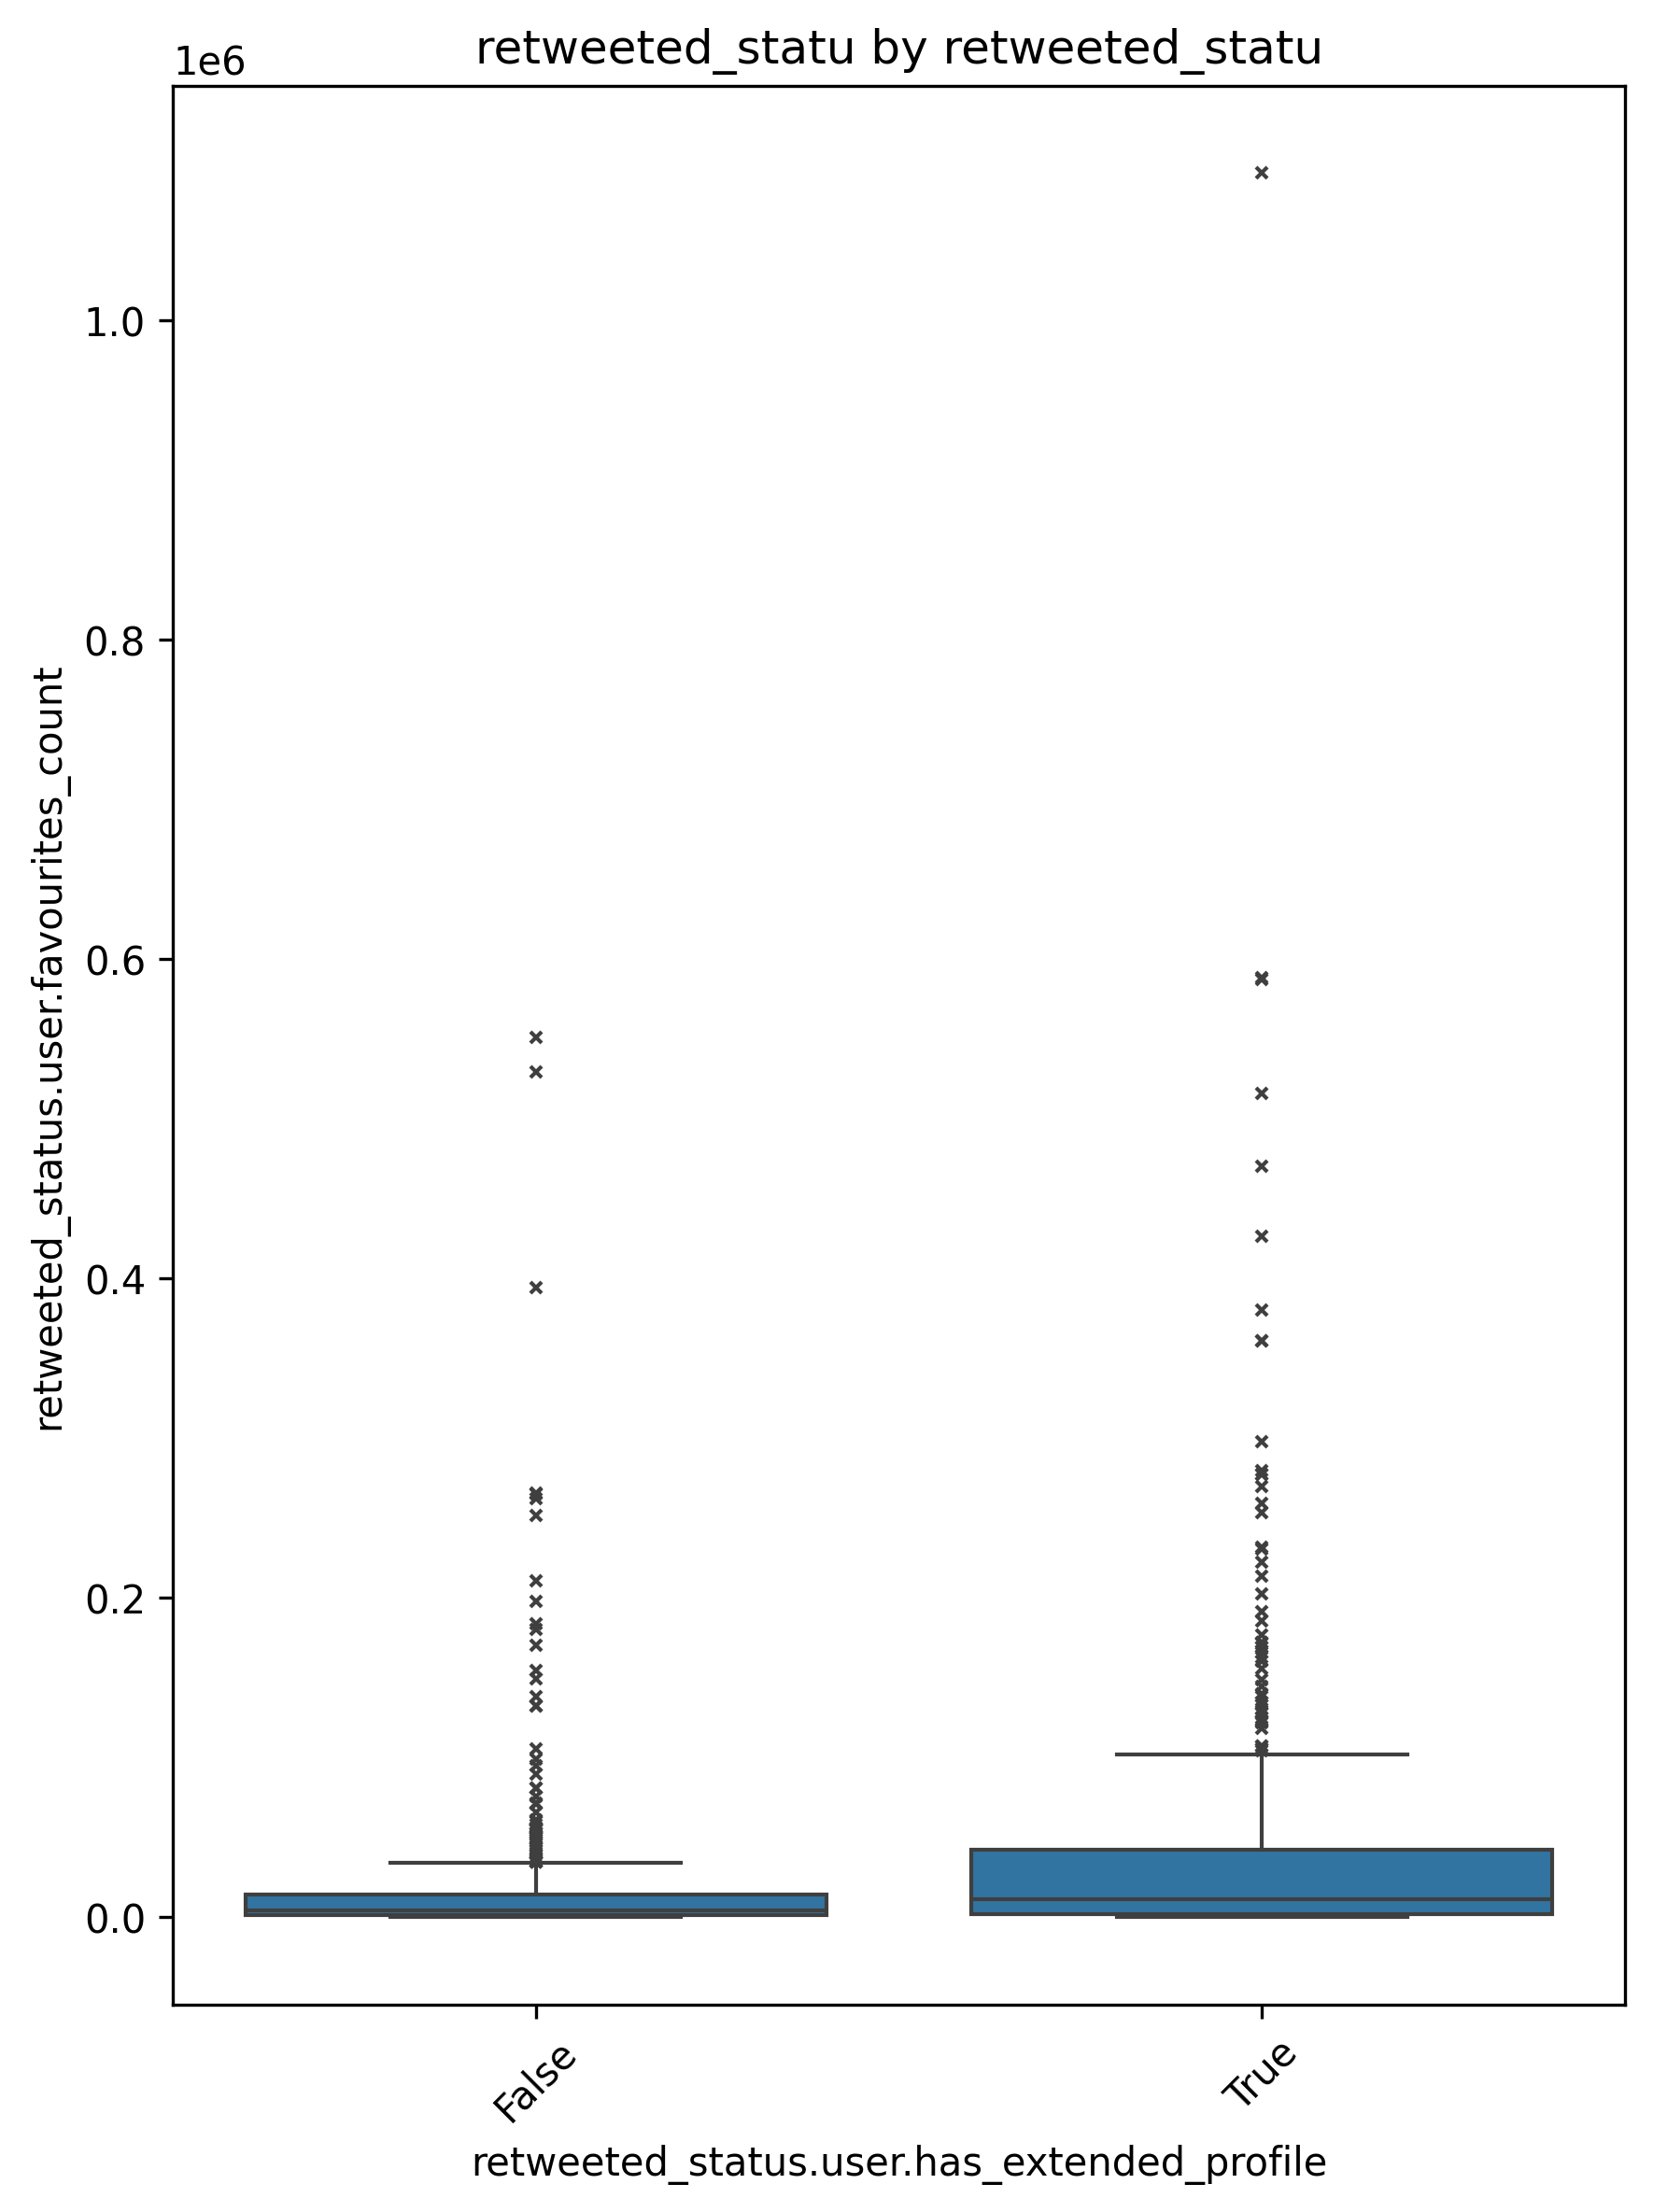 retweeted_statu by retweeted_statu
1e6
1.0
0.8
0.6
0.4
0.2
0.0
retweeted_status.user.favourites_count
False
True
retweeted_status.user.has_extended_profile